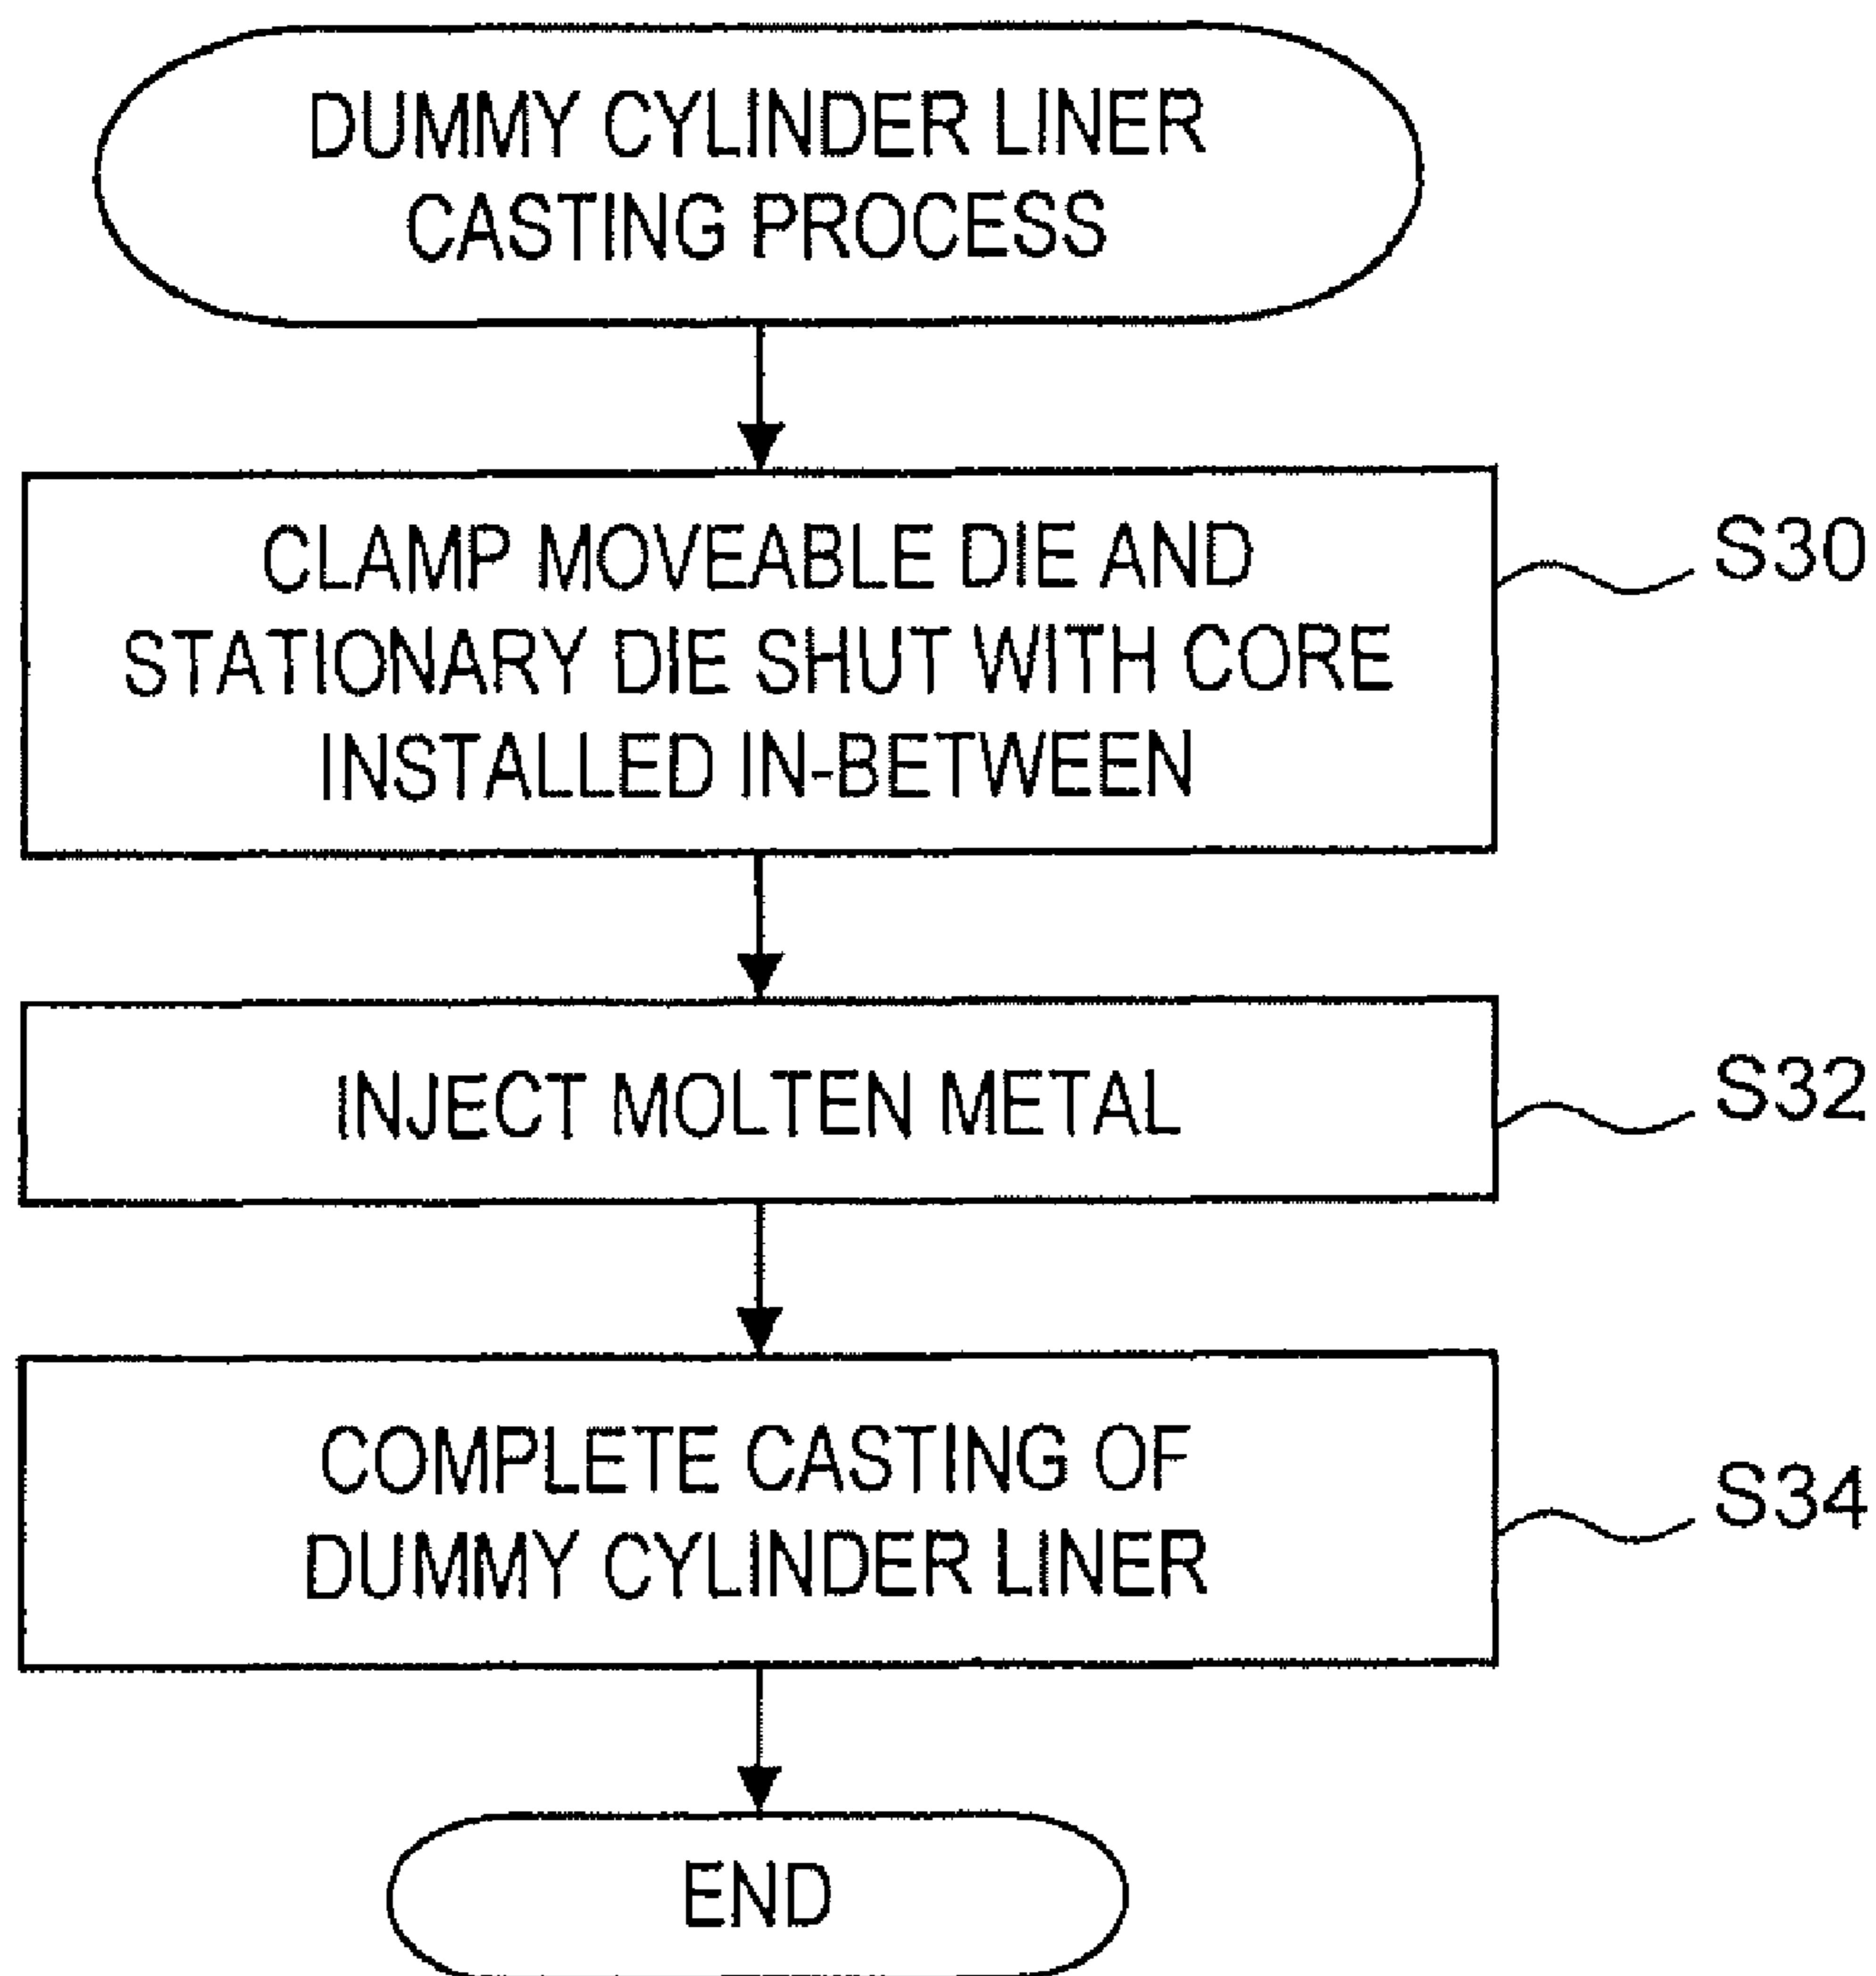 DUMMY CYLINDER LINER
CASTING PROCESS
CLAMP MOVEABLE DIE AND
STATIONARY DIE SHUT WITH CORE
INSTALLED IN-BETWEEN
S30
INJECT MOLTEN METAL
S32
COMPLETE CASTING OF
DUMMY CYLINDER LINER
S34
END